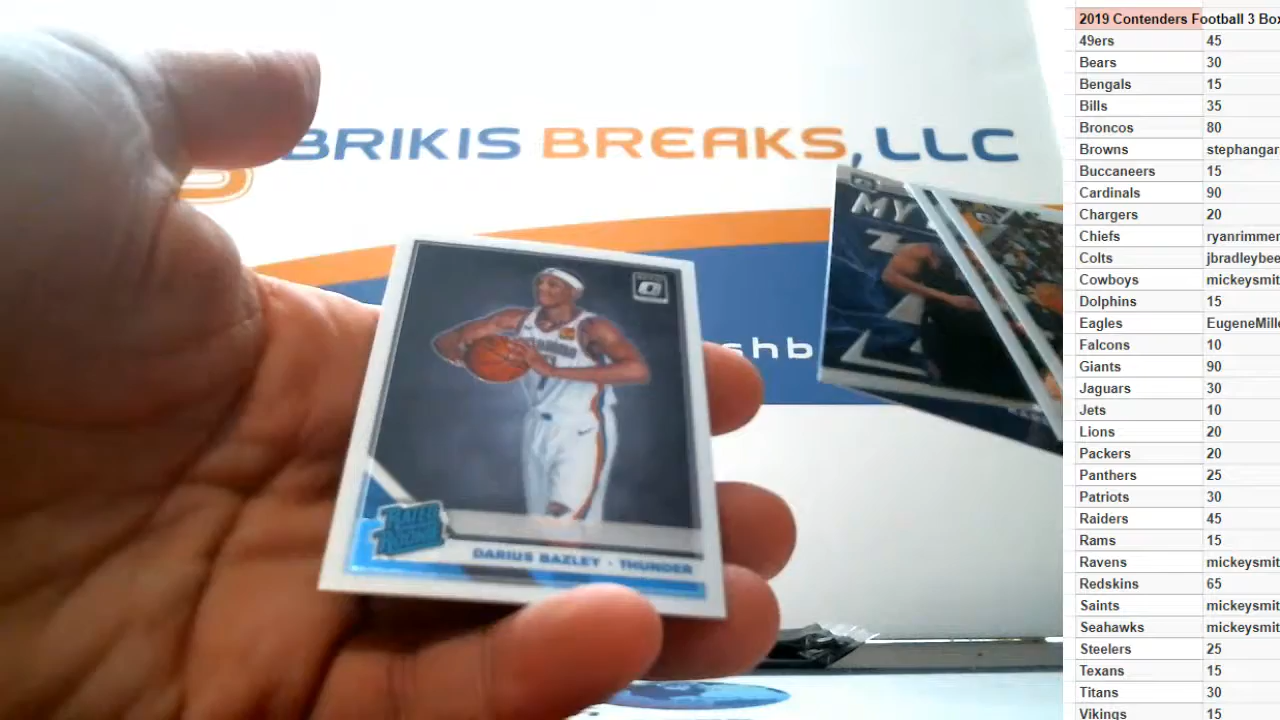 BRIKIS BREAKS, LLC
MY
shb
RATED
ROOKIE
DARIUS BAZLEY · THUNDER
2019 Contenders Football 3 Box
49ers 45
Bears 30
Bengals 15
Bills 35
Broncos 80
Browns stephangar
Buccaneers 15
Cardinals 90
Chargers 20
Chiefs ryanrimmer
Colts jbradleybee
Cowboys mickeysmit
Dolphins 15
Eagles EugeneMille
Falcons 10
Giants 90
Jaguars 30
Jets 10
Lions 20
Packers 20
Panthers 25
Patriots 30
Raiders 45
Rams 15
Ravens mickeysmit
Redskins 65
Saints mickeysmit
Seahawks mickeysmit
Steelers 25
Texans 15
Titans 30
Vikings 15